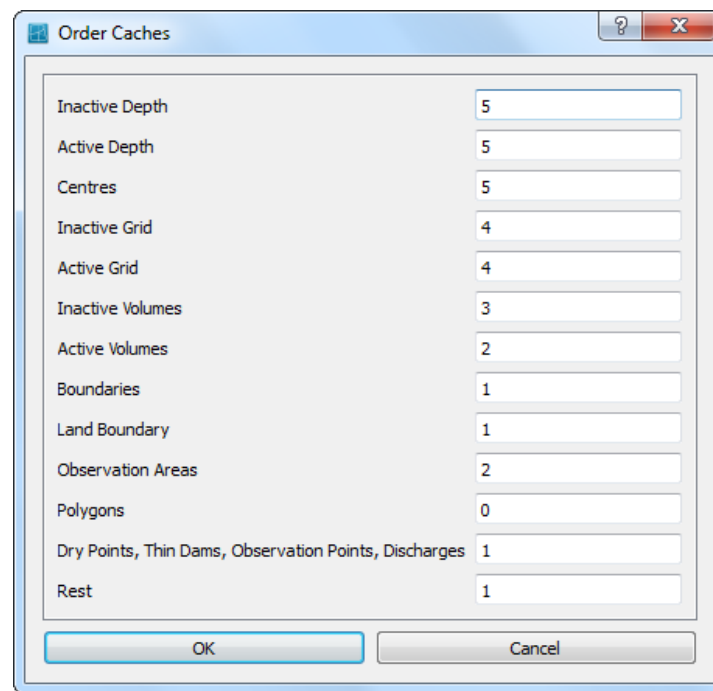 Order Caches
Inactive Depth 5
Active Depth 5
Centres 5
Inactive Grid 4
Active Grid 4
Inactive Volumes 3
Active Volumes 2
Boundaries 1
Land Boundary 1
Observation Areas 2
Polygons 0
Dry Points, Thin Dams, Observation Points, Discharges 1
Rest 1
OK Cancel